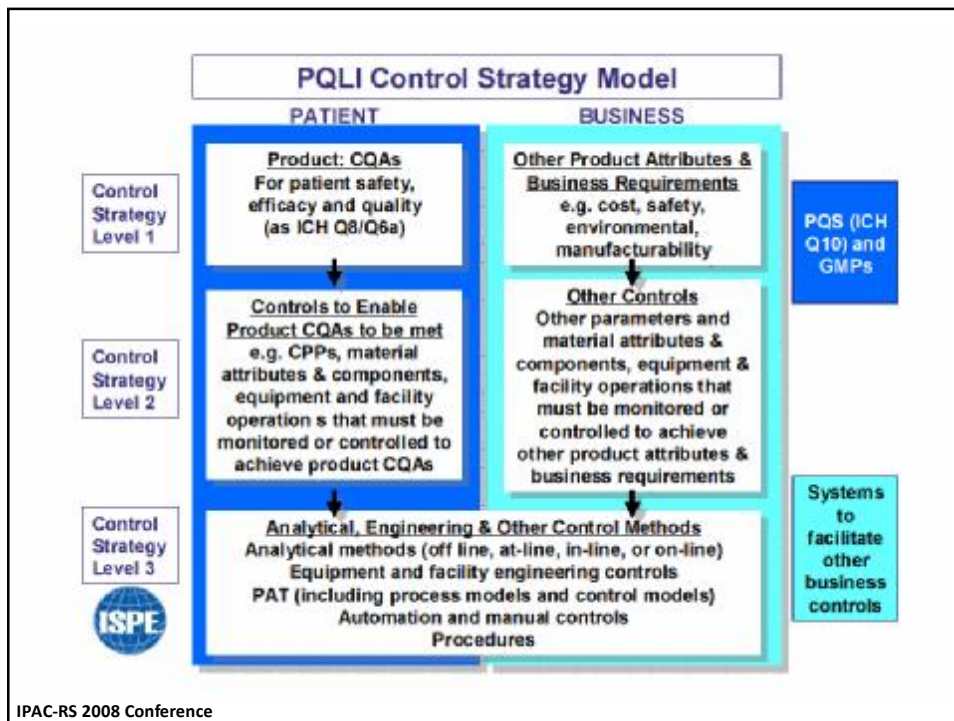 PQLI Control Strategy Model
PATIENT
BUSINESS
Control
Strategy
Level 1
Product: CQAs
For patient safety,
efficacy and quality
(as ICH Q8/Q6a)
Other Product Attributes &
Business Requirements
e.g. cost, safety,
environmental,
manufacturability
PQS (ICH
Q10) and
GMPs
Control
Strategy
Level 2
Controls to Enable
Product CQAs to be met
e.g. CPPs, material
attributes & components,
equipment and facility
operation s that must be
monitored or controlled to
achieve product CQAs
Other Controls
Other parameters and
material attributes &
components, equipment &
facility operations that
must be monitored or
controlled to achieve
other product attributes &
business requirements
Control
Strategy
Level 3
Analytical, Engineering & Other Control Methods
Analytical methods (off line, at-line, in-line, or on-line)
Equipment and facility engineering controls
PAT (including process models and control models)
Automation and manual controls
Procedures
Systems
to
facilitate
other
business
controls
ISPE
IPAC-RS 2008 Conference